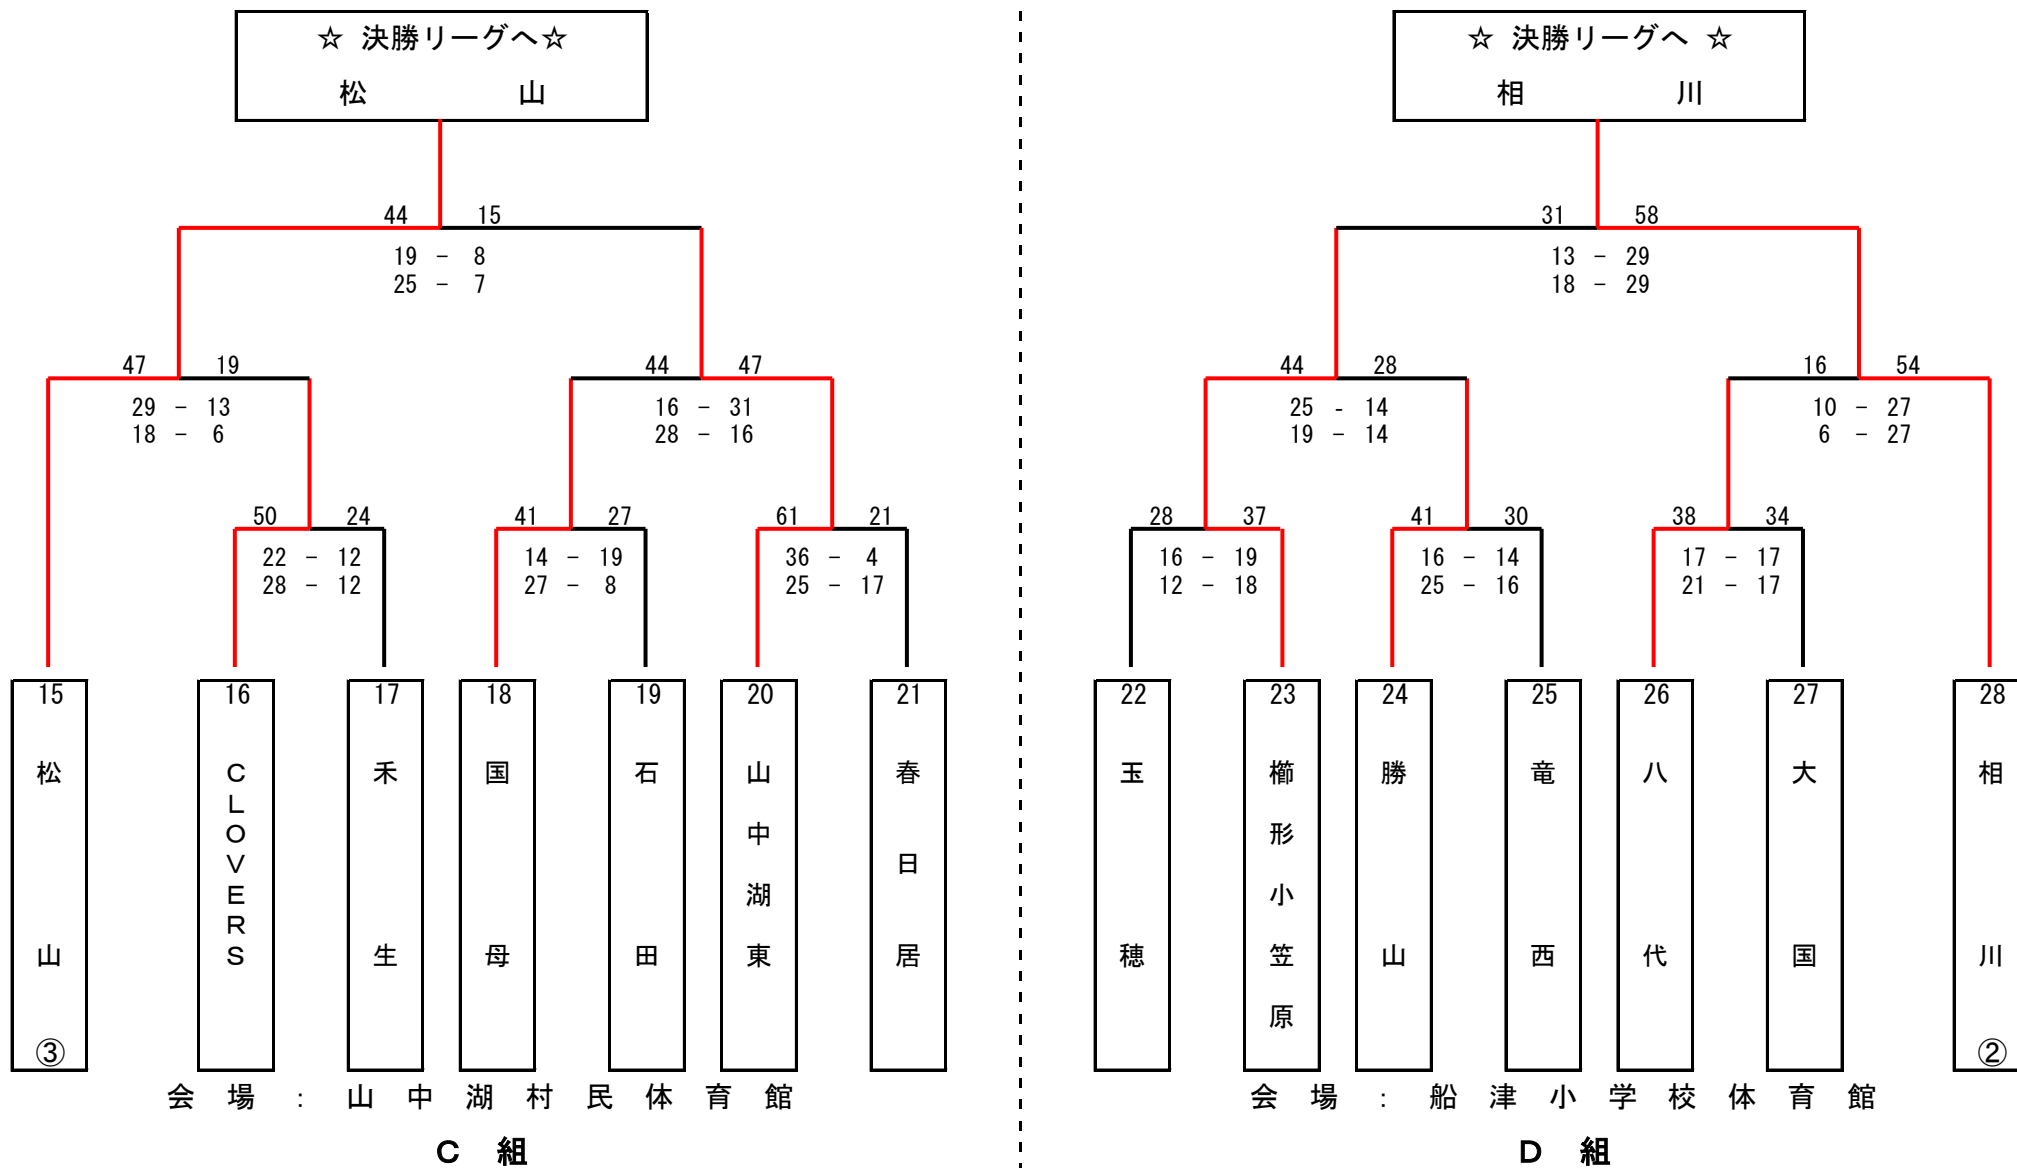 ☆ 決勝リーグへ☆
松 山
44 15
19 － 8
25 － 7
47 19
29 － 13
18 － 6
44 47
16 － 31
28 － 16
50 24
22 － 12
28 － 12
41 27
14 － 19
27 － 8
61 21
36 － 4
25 － 17
15 松山 ③
16 CLOVERS
17 禾生
18 国母
19 石田
20 山中湖東
21 春日居
会場：山中湖村民体育館
C 組
☆ 決勝リーグへ ☆
相 川
31 58
13 － 29
18 － 29
44 28
25 - 14
19 － 14
16 54
10 － 27
6 － 27
28 37
16 － 19
12 － 18
41 30
16 － 14
25 － 16
38 34
17 － 17
21 － 17
22 玉穂
23 櫛形小笠原
24 勝山
25 竜西
26 八代
27 大国
28 相川 ②
会場：船津小学校体育館
D 組